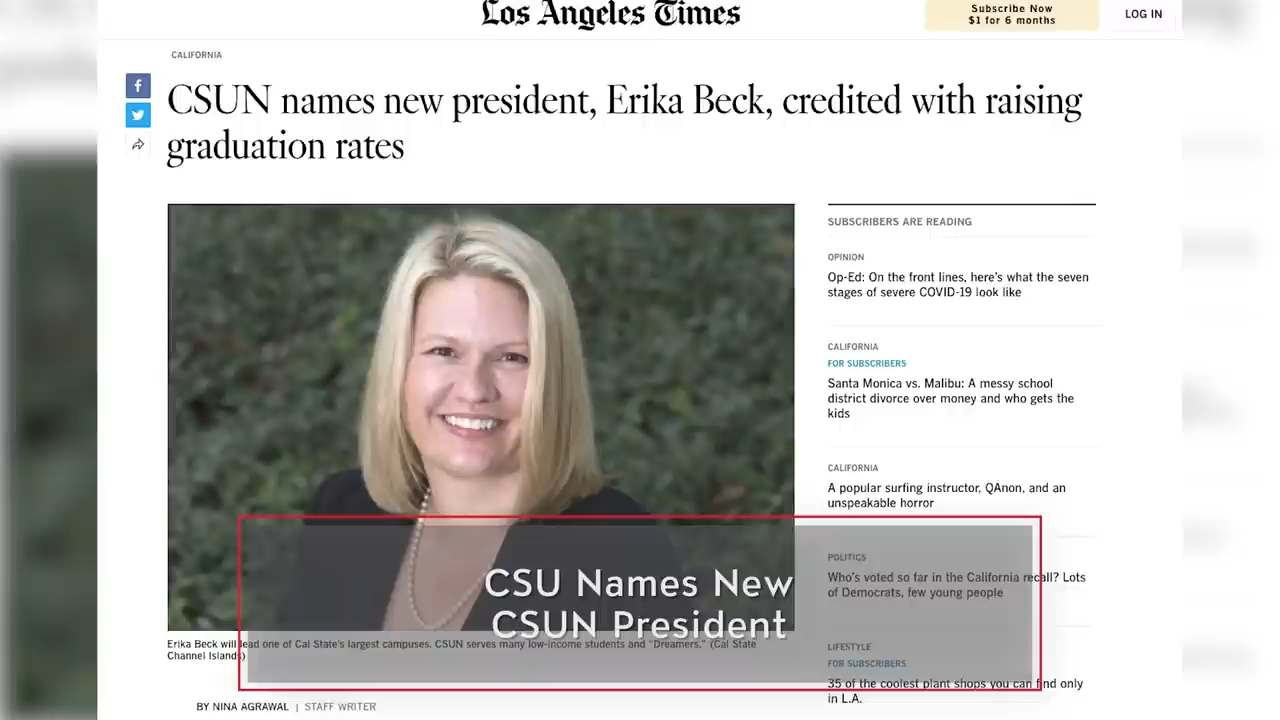 Los Angeles Times
Subscribe Now
$1 for 6 months
LOG IN
CALIFORNIA
CSUN names new president, Erika Beck, credited with raising
graduation rates
SUBSCRIBERS ARE READING
OPINION
Op-Ed: On the front lines, here's what the seven
stages of severe COVID-19 look like
CALIFORNIA
FOR SUBSCRIBERS
Santa Monica vs. Malibu: A messy school
district divorce over money and who gets the
kids
CALIFORNIA
A popular surfing instructor, QAnon, and an
unspeakable horror
POLITICS
Who's voted so far in the California recall? Lots
of Democrats, few young people
LIFESTYLE
FOR SUBSCRIBERS
35 of the coolest plant shops you can find only
in L.A.
CSU Names New
CSUN President
Erika Beck will lead one of Cal State's largest campuses. CSUN serves many low-income students and "Dreamers." (Cal State
Channel Islands)
BY NINA AGRAWAL | STAFF WRITER